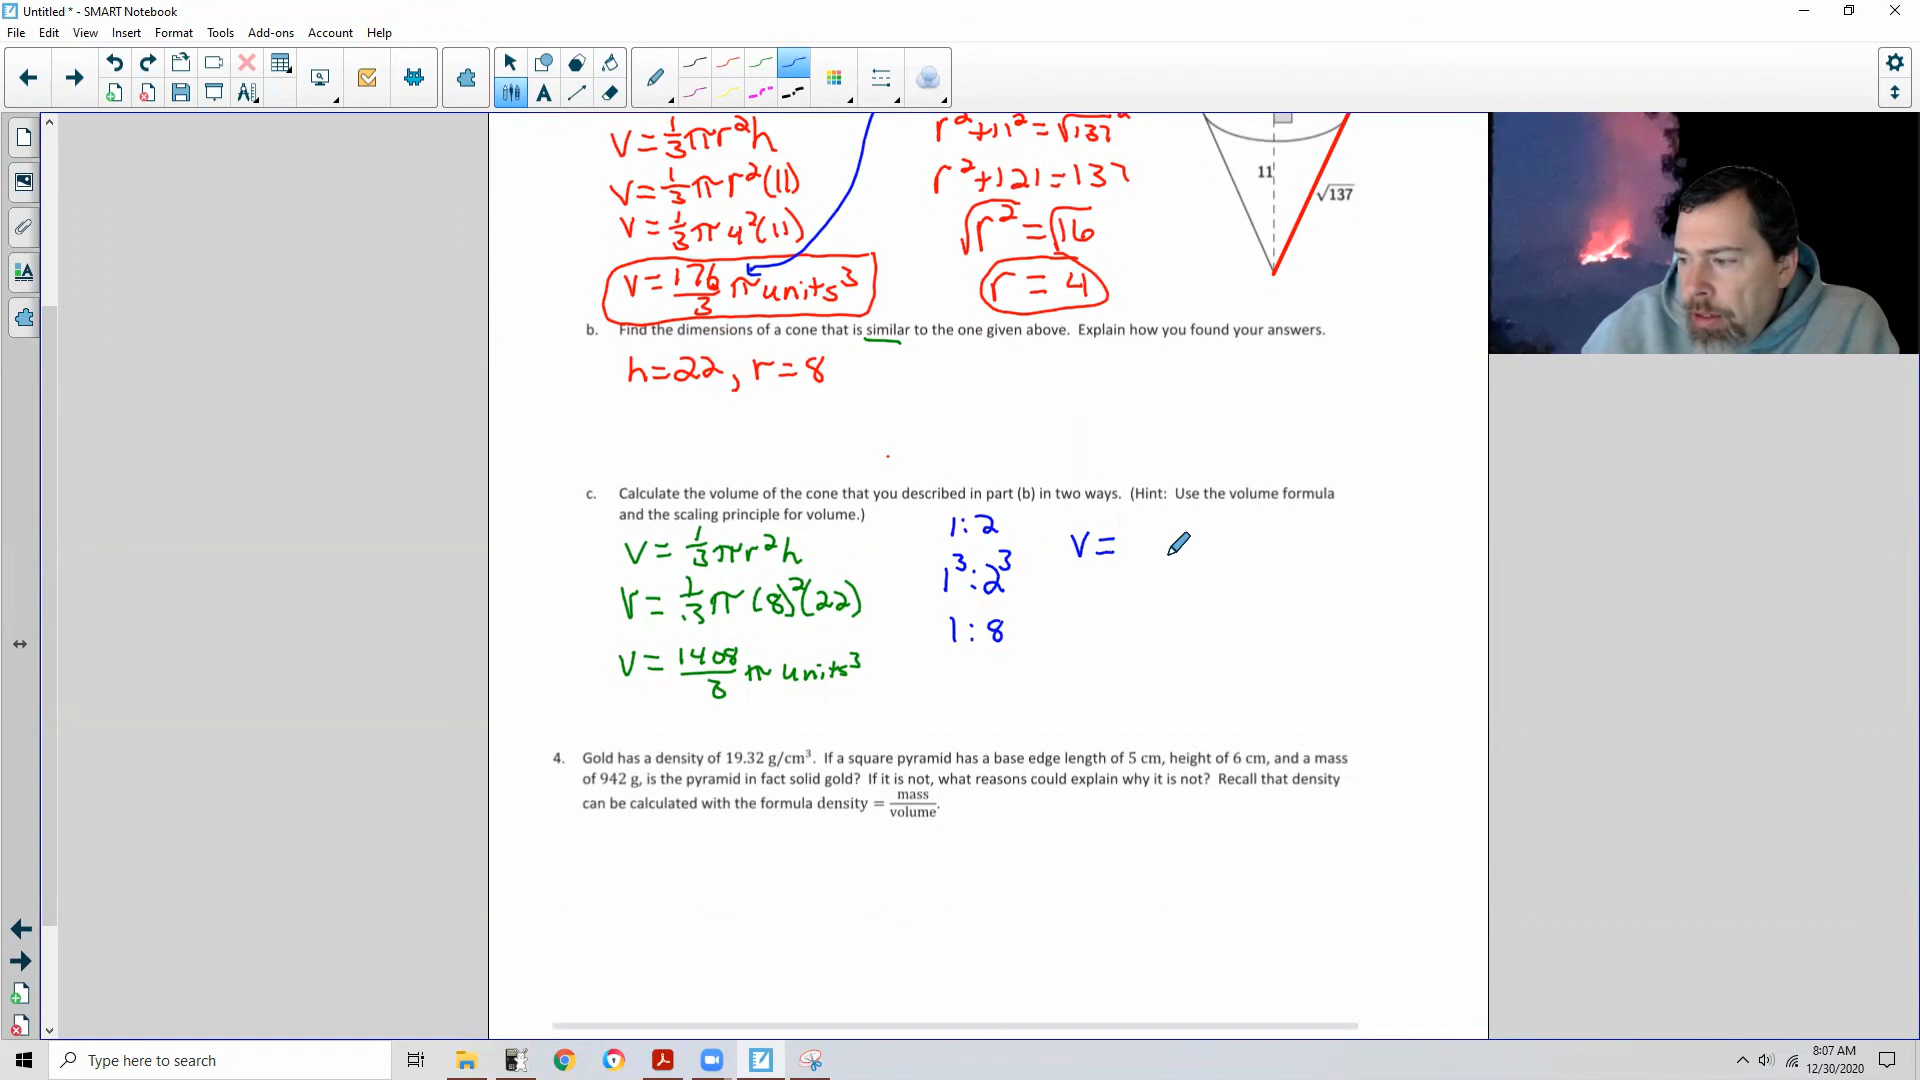 Untitled * - SMART Notebook
File Edit View Insert Format Tools Add-ons Account Help
V = 1/3 πr²h
V = 1/3 π r²(11)
V = 1/3 π 4²(11)
V = 176/3 π units³
r² + 11² = √137²
r² + 121 = 137
√r² = √16
r = 4
11
√137
b. Find the dimensions of a cone that is similar to the one given above. Explain how you found your answers.
h = 22, r = 8
c. Calculate the volume of the cone that you described in part (b) in two ways. (Hint: Use the volume formula
and the scaling principle for volume.)
V = 1/3 πr²h
V = 1/3 π (8)²(22)
V = 1408/3 π units³
1 : 2
1³ : 2³
1 : 8
V =
4. Gold has a density of 19.32 g/cm³. If a square pyramid has a base edge length of 5 cm, height of 6 cm, and a mass
of 942 g, is the pyramid in fact solid gold? If it is not, what reasons could explain why it is not? Recall that density
can be calculated with the formula density = mass/volume.
Type here to search
8:07 AM
12/30/2020